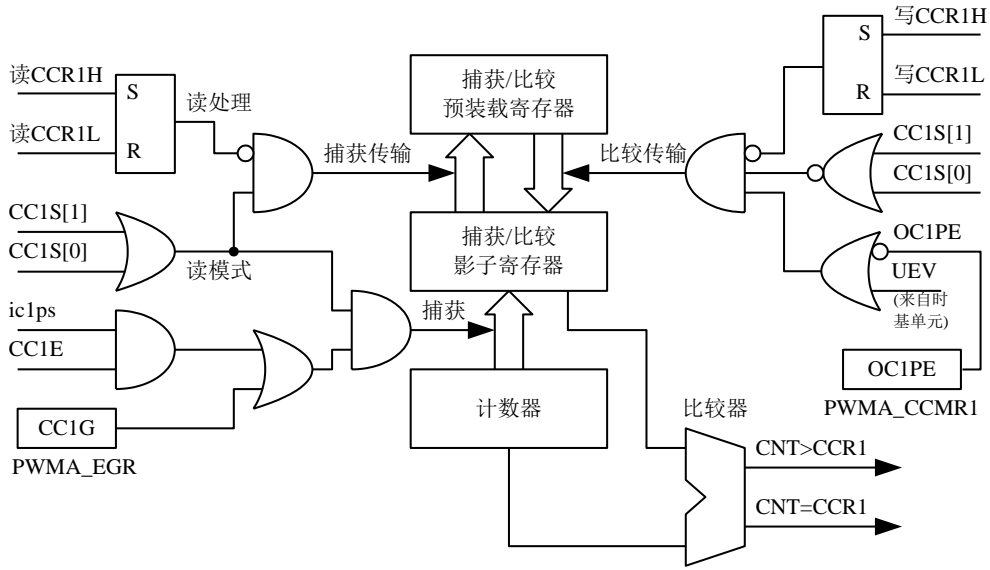 读CCR1H
S
读CCR1L
R
读处理
捕获/比较
预装载寄存器
捕获传输
比较传输
写CCR1H
S
写CCR1L
R
CC1S[1]
CC1S[0]
CC1S[1]
CC1S[0]
读模式
捕获/比较
影子寄存器
OC1PE
UEV
(来自时
基单元)
ic1ps
CC1E
捕获
CC1G
PWMA_EGR
计数器
比较器
OC1PE
PWMA_CCMR1
CNT>CCR1
CNT=CCR1